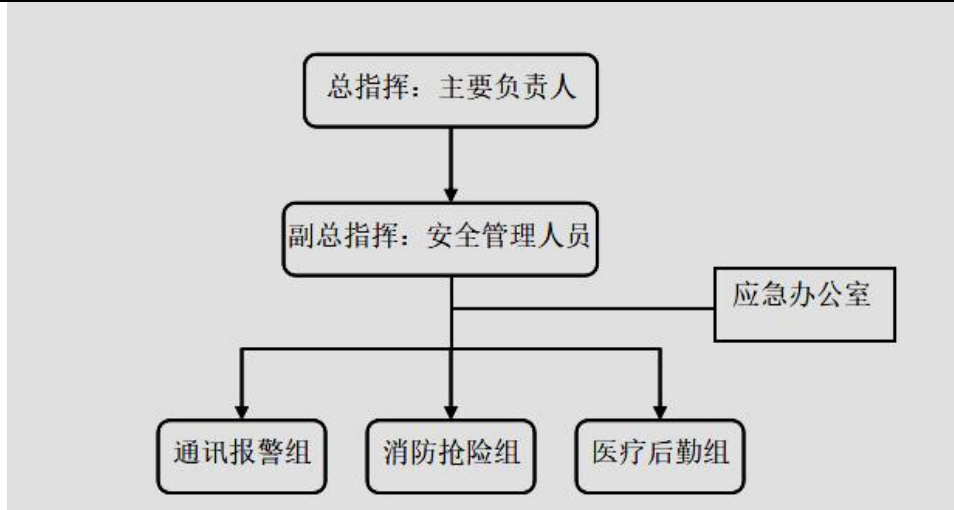 总指挥：主要负责人
副总指挥：安全管理人员
应急办公室
通讯报警组
消防抢险组
医疗后勤组